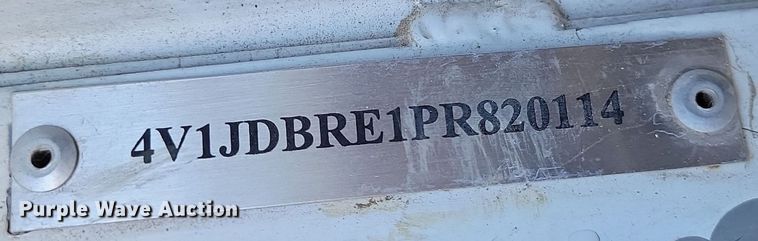 4V1JDBRE1PR820114
Purple Wave Auction